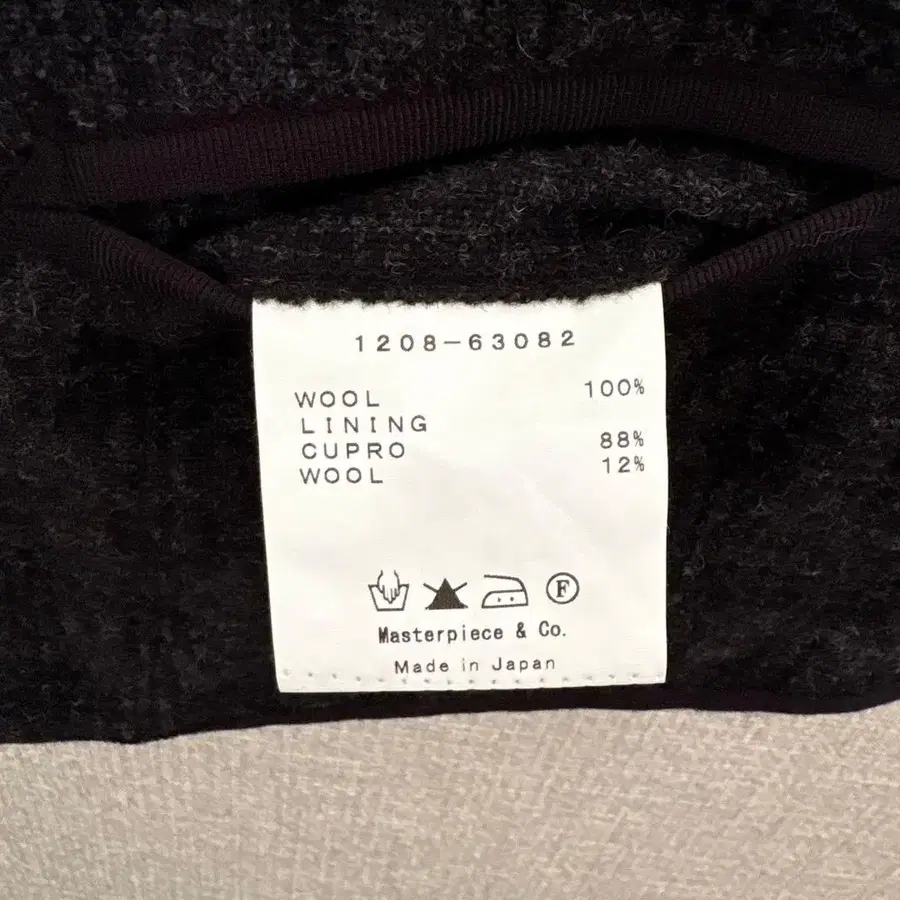 1208-63082
WOOL 100%
LINING
CUPRO 88%
WOOL 12%
F
Masterpiece & Co.
Made in Japan